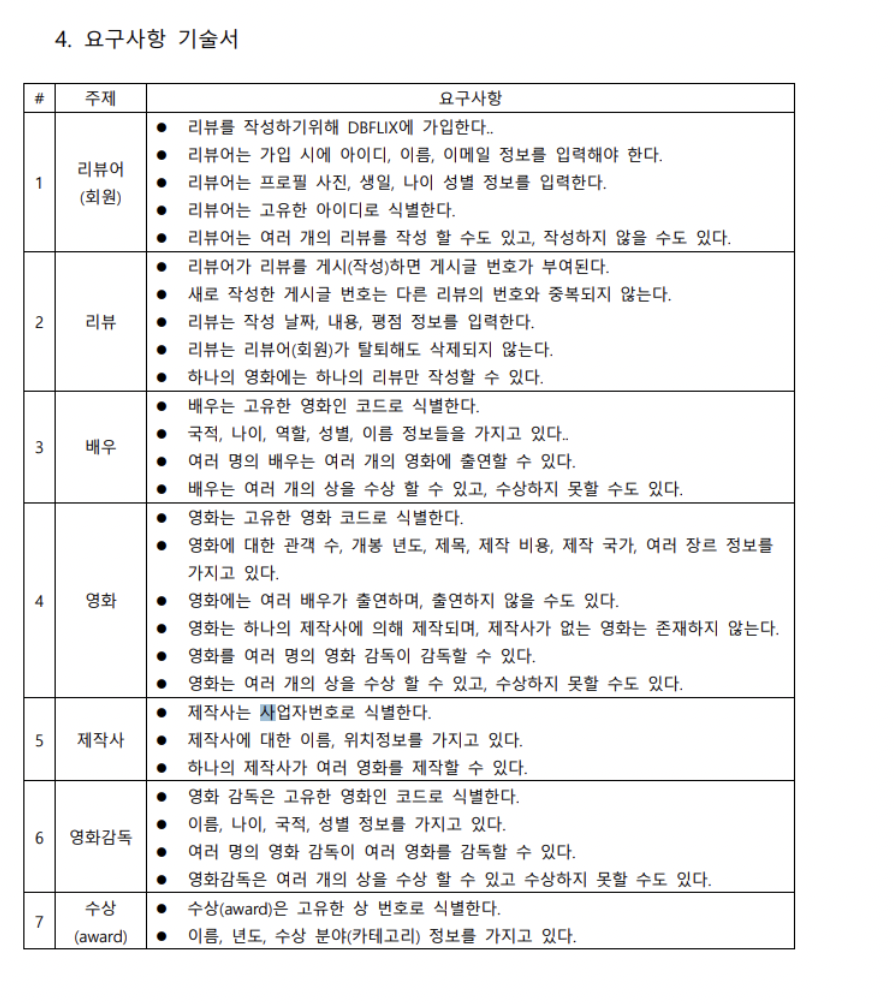 4. 요구사항 기술서
# 주제 요구사항
1 리뷰어 (회원)
● 리뷰를 작성하기위해 DBFLIX에 가입한다..
● 리뷰어는 가입 시에 아이디, 이름, 이메일 정보를 입력해야 한다.
● 리뷰어는 프로필 사진, 생일, 나이 성별 정보를 입력한다.
● 리뷰어는 고유한 아이디로 식별한다.
● 리뷰어는 여러 개의 리뷰를 작성 할 수도 있고, 작성하지 않을 수도 있다.
2 리뷰
● 리뷰어가 리뷰를 게시(작성)하면 게시글 번호가 부여된다.
● 새로 작성한 게시글 번호는 다른 리뷰의 번호와 중복되지 않는다.
● 리뷰는 작성 날짜, 내용, 평점 정보를 입력한다.
● 리뷰는 리뷰어(회원)가 탈퇴해도 삭제되지 않는다.
● 하나의 영화에는 하나의 리뷰만 작성할 수 있다.
3 배우
● 배우는 고유한 영화인 코드로 식별한다.
● 국적, 나이, 역할, 성별, 이름 정보들을 가지고 있다..
● 여러 명의 배우는 여러 개의 영화에 출연할 수 있다.
● 배우는 여러 개의 상을 수상 할 수 있고, 수상하지 못할 수도 있다.
4 영화
● 영화는 고유한 영화 코드로 식별한다.
● 영화에 대한 관객 수, 개봉 년도, 제목, 제작 비용, 제작 국가, 여러 장르 정보를
가지고 있다.
● 영화에는 여러 배우가 출연하며, 출연하지 않을 수도 있다.
● 영화는 하나의 제작사에 의해 제작되며, 제작사가 없는 영화는 존재하지 않는다.
● 영화를 여러 명의 영화 감독이 감독할 수 있다.
● 영화는 여러 개의 상을 수상 할 수 있고, 수상하지 못할 수도 있다.
5 제작사
● 제작사는 사업자번호로 식별한다.
● 제작사에 대한 이름, 위치정보를 가지고 있다.
● 하나의 제작사가 여러 영화를 제작할 수 있다.
6 영화감독
● 영화 감독은 고유한 영화인 코드로 식별한다.
● 이름, 나이, 국적, 성별 정보를 가지고 있다.
● 여러 명의 영화 감독이 여러 영화를 감독할 수 있다.
● 영화감독은 여러 개의 상을 수상 할 수 있고 수상하지 못할 수도 있다.
7 수상 (award)
● 수상(award)은 고유한 상 번호로 식별한다.
● 이름, 년도, 수상 분야(카테고리) 정보를 가지고 있다.